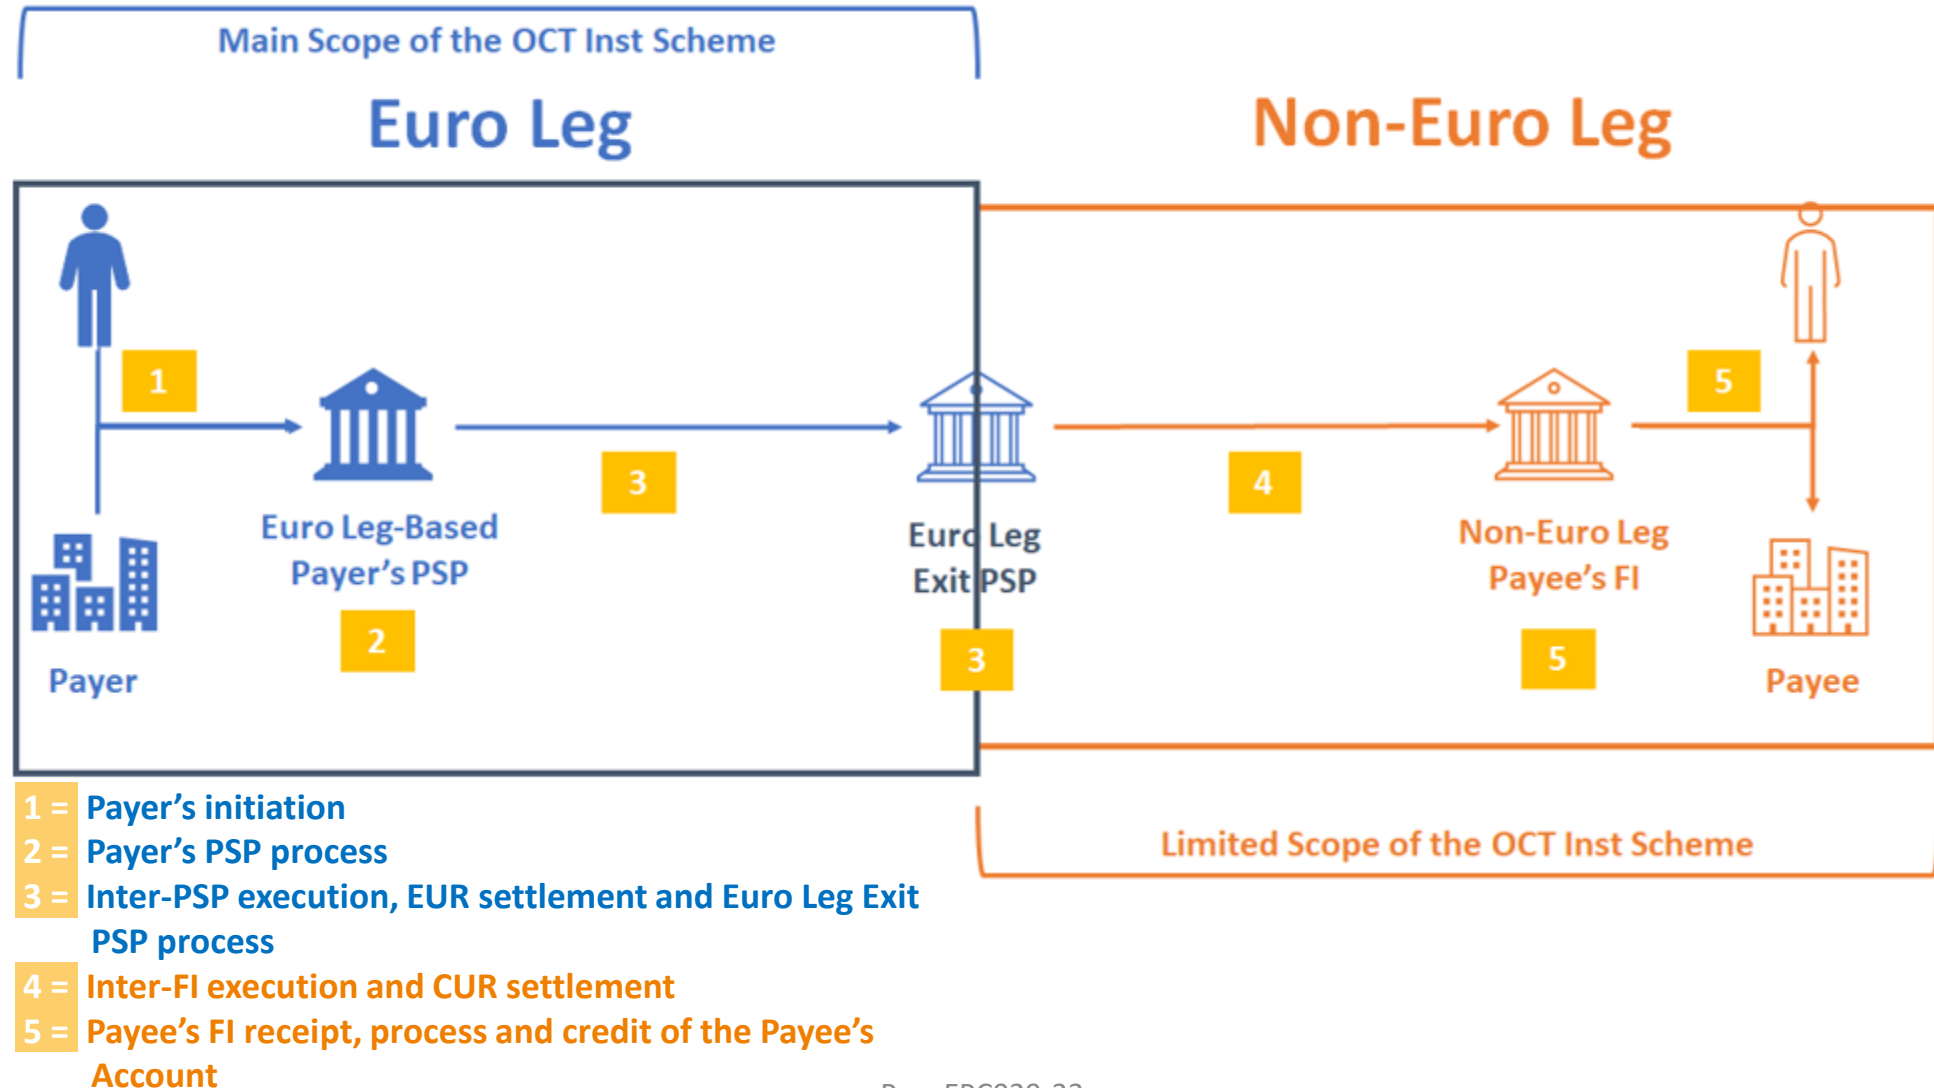 Main Scope of the OCT Inst Scheme
Euro Leg
Non-Euro Leg
1
5
3
4
Euro Leg-Based
Payer's PSP
Euro Leg
Exit PSP
Non-Euro Leg
Payee's FI
2
3
5
Payer
Payee
1 = Payer's initiation
2 = Payer's PSP process
3 = Inter-PSP execution, EUR settlement and Euro Leg Exit
PSP process
4 = Inter-FI execution and CUR settlement
5 = Payee's FI receipt, process and credit of the Payee's
Account
Limited Scope of the OCT Inst Scheme